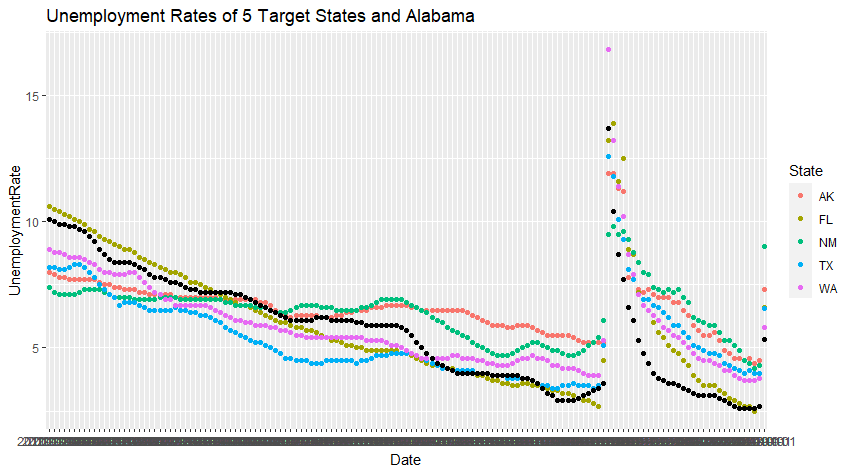 Unemployment Rates of 5 Target States and Alabama
15
10
5
UnemploymentRate
Date
State
AK
FL
NM
TX
WA